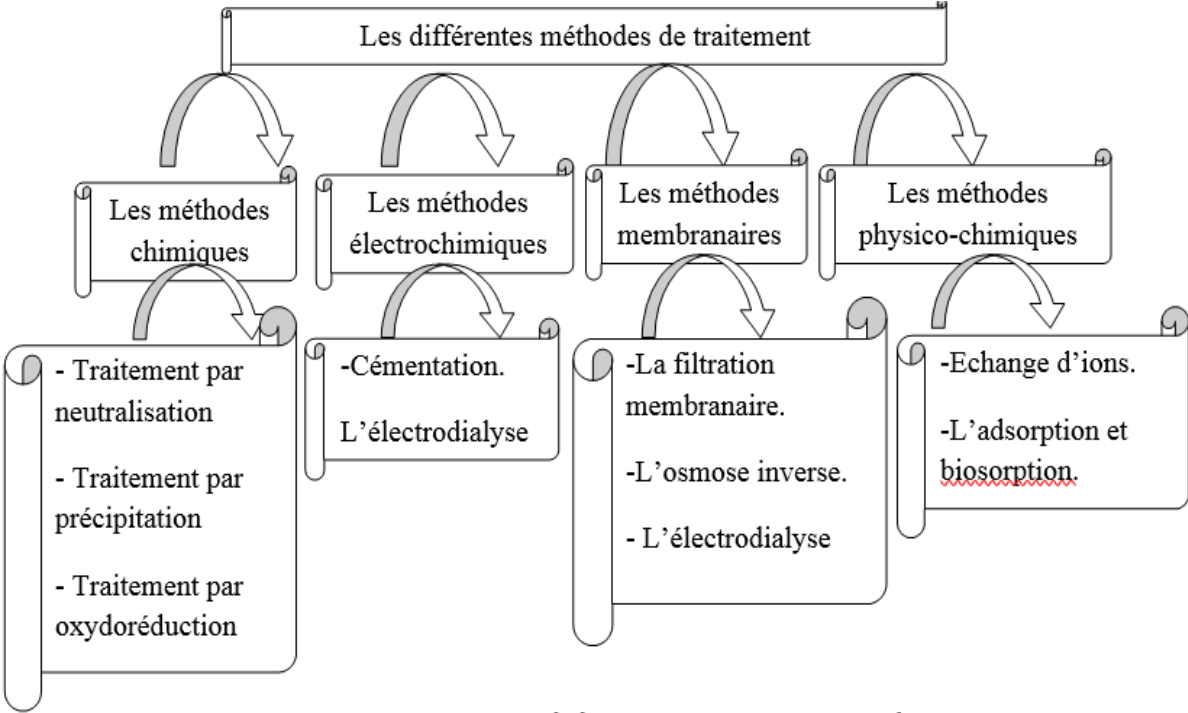 Les différentes méthodes de traitement
Les méthodes
chimiques
Les méthodes
électrochimiques
Les méthodes
membranaires
Les méthodes
physico-chimiques
- Traitement par
neutralisation
- Traitement par
précipitation
- Traitement par
oxydoréduction
-Cémentation.
L’électrodialyse
-La filtration
membranaire.
-L’osmose inverse.
- L’électrodialyse
-Echange d’ions.
-L’adsorption et
biosorption.